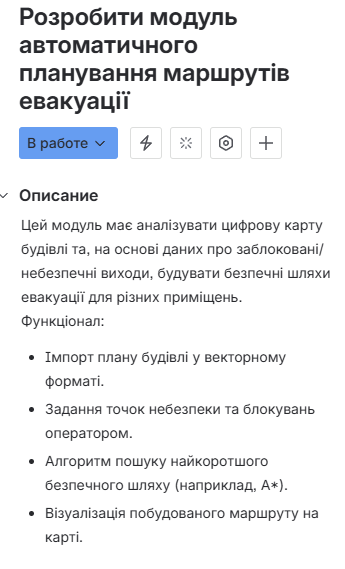 Розробити модуль
автоматичного
планування маршрутів
евакуації
В работе
Описание
Цей модуль має аналізувати цифрову карту
будівлі та, на основі даних про заблоковані/
небезпечні виходи, будувати безпечні шляхи
евакуації для різних приміщень.
Функціонал:
Імпорт плану будівлі у векторному
форматі.
Задання точок небезпеки та блокувань
оператором.
Алгоритм пошуку найкоротшого
безпечного шляху (наприклад, A*).
Візуалізація побудованого маршруту на
карті.